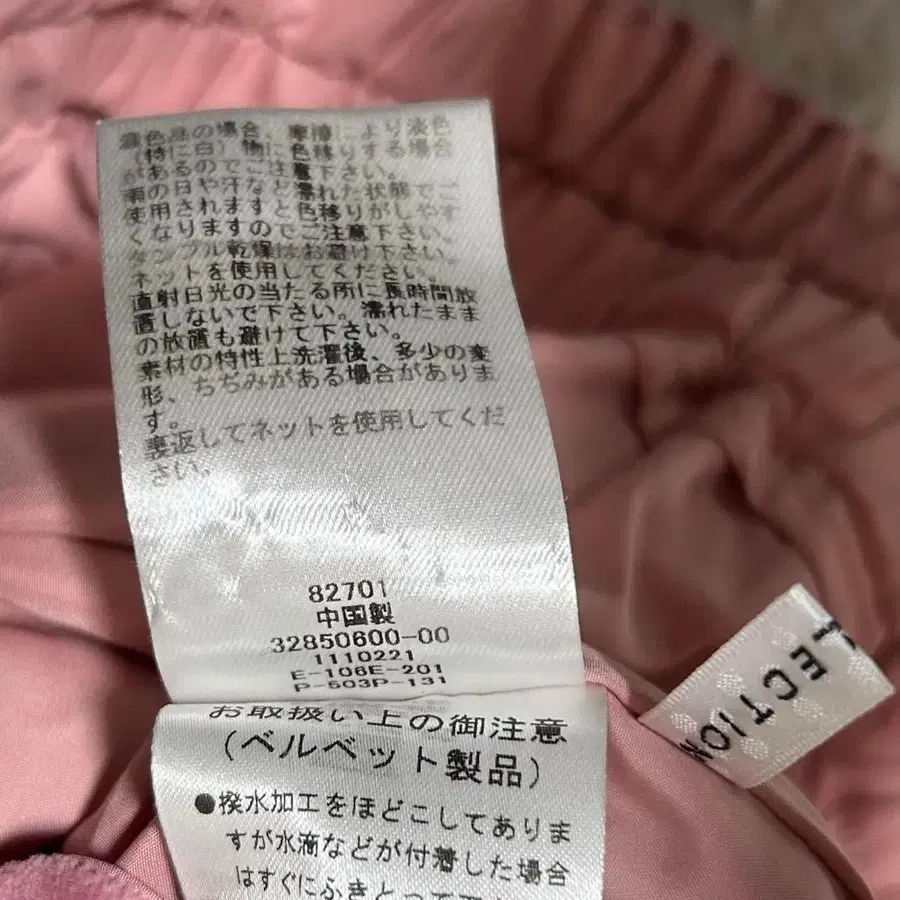 濃色品の場合、摩擦により淡色
(特に白)物に色移りする場合
があるのでご注意下さい。
雨の日や汗など濡れた状態でご
使用されますと色移りがしやす
くなりますのでご注意下さい。
タンブル乾燥はお避け下さい。
ネットを使用してください。
直射日光の当たる所に長時間放
置しないで下さい。濡れたまま
の放置も避けて下さい。
素材の特性上洗濯後、多少の変
形、ちぢみがある場合がありま
す。
裏返してネットを使用してくだ
さい。
82701
中国製
32850600-00
1110221
E-106E-201
P-503P-131
お取扱い上の御注意
(ベルベット製品)
●撥水加工をほどこしてありま
すが水滴などが付着した場合
はすぐにふきとって
LECTION